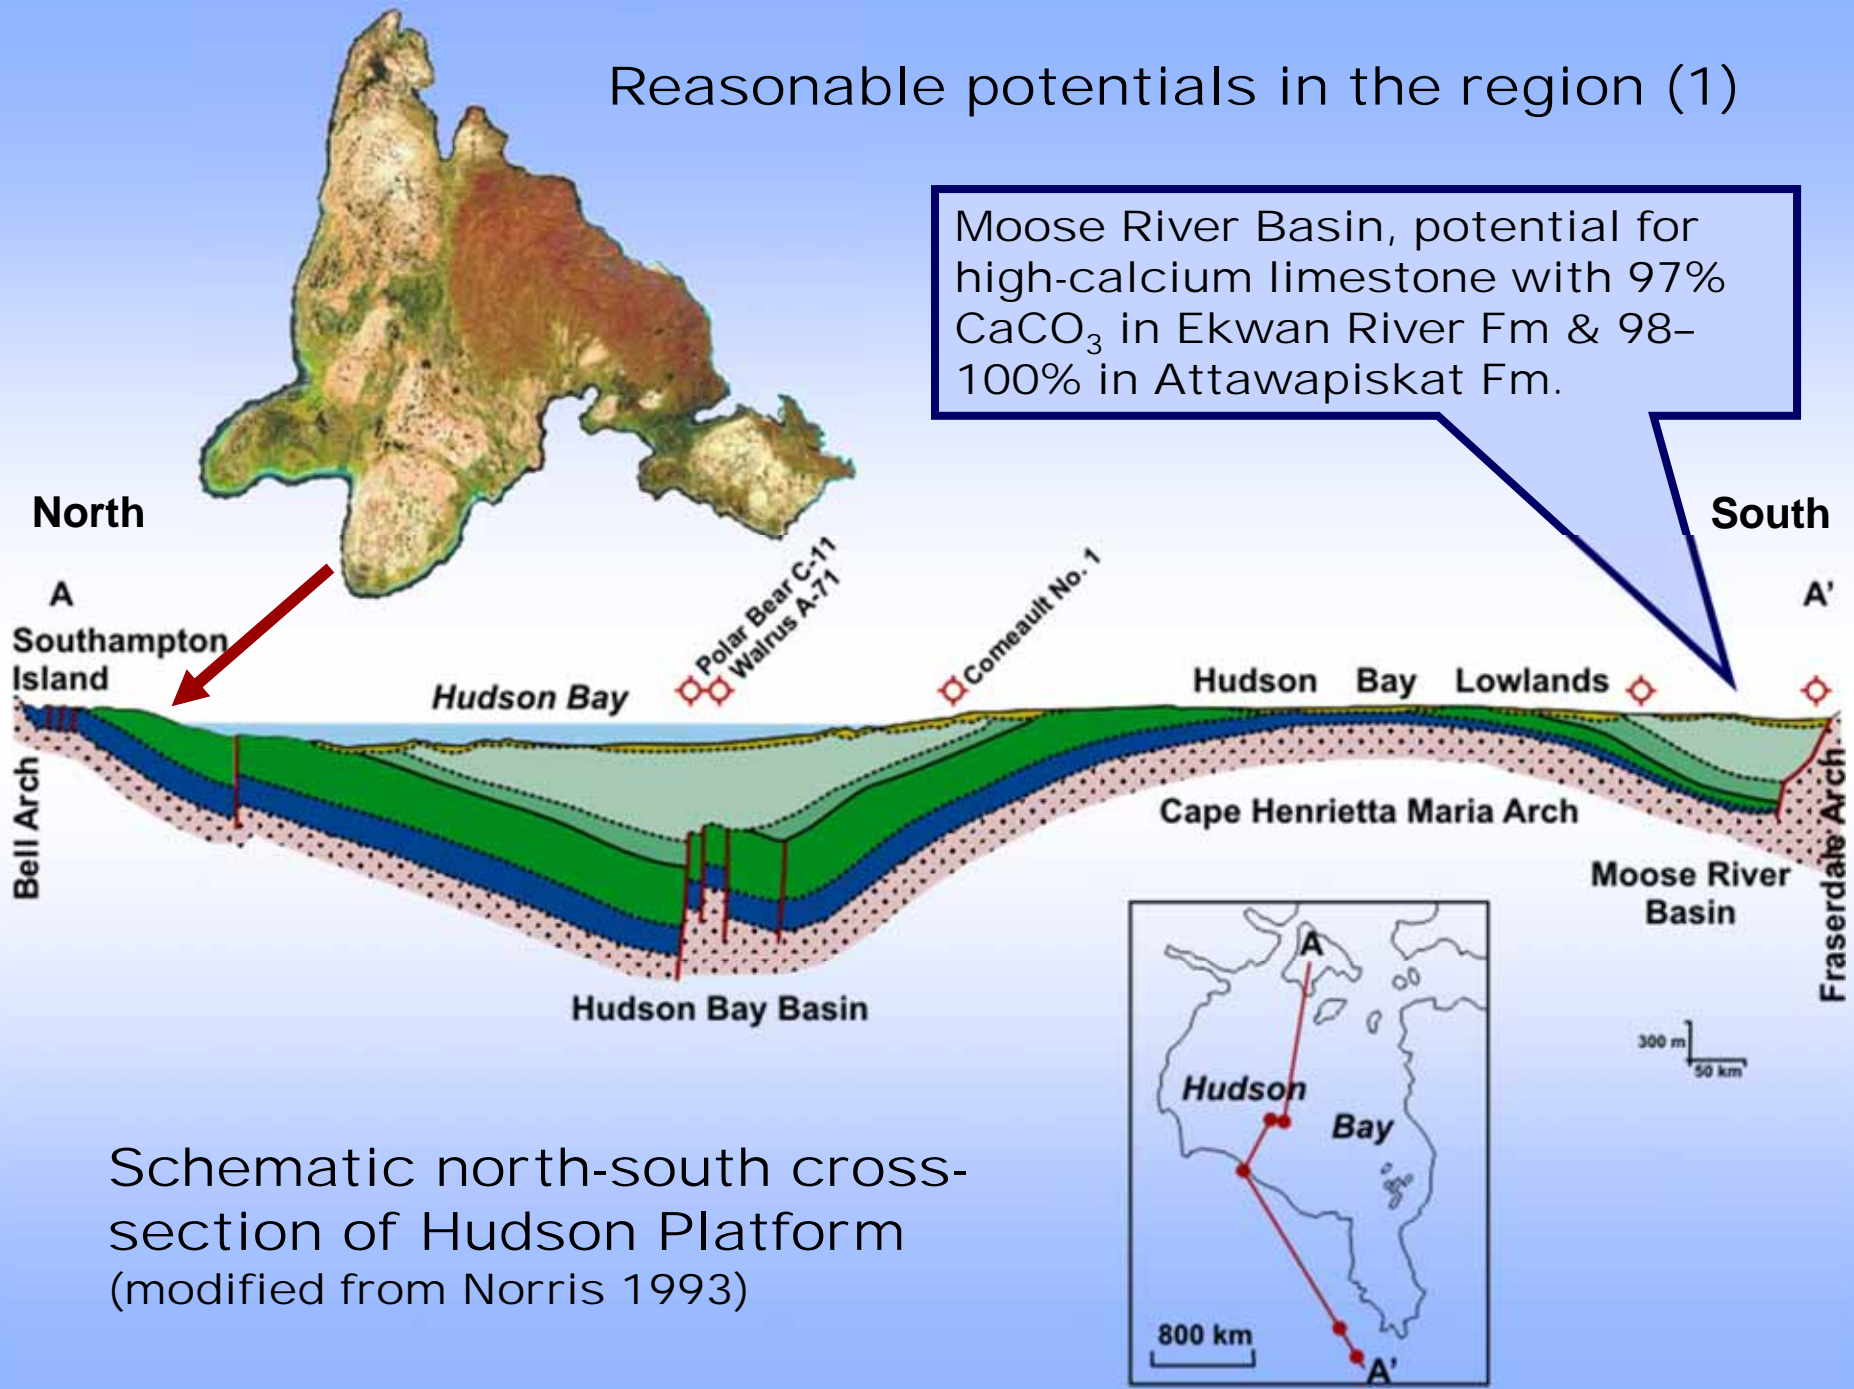 Reasonable potentials in the region (1)
Moose River Basin, potential for
high-calcium limestone with 97%
CaCO₃ in Ekwan River Fm & 98–
100% in Attawapiskat Fm.
North
South
A
A'
Southampton
Island
Hudson Bay
Polar Bear C-11
Walrus A-71
Comeault No. 1
Hudson Bay Lowlands
Bell Arch
Cape Henrietta Maria Arch
Moose River
Basin
Fraserdale Arch
Hudson Bay Basin
300 m
50 km
A
Hudson
Bay
800 km
A'
Schematic north-south cross-
section of Hudson Platform
(modified from Norris 1993)